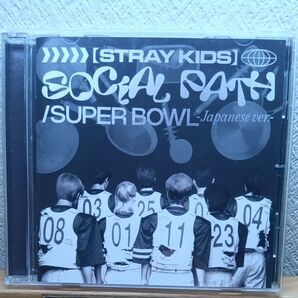 >>>>> [STRAY KIDS]
SOCIAL PATH
/SUPER BOWL -Japanese ver.-
03 25 04
08 01 11 23